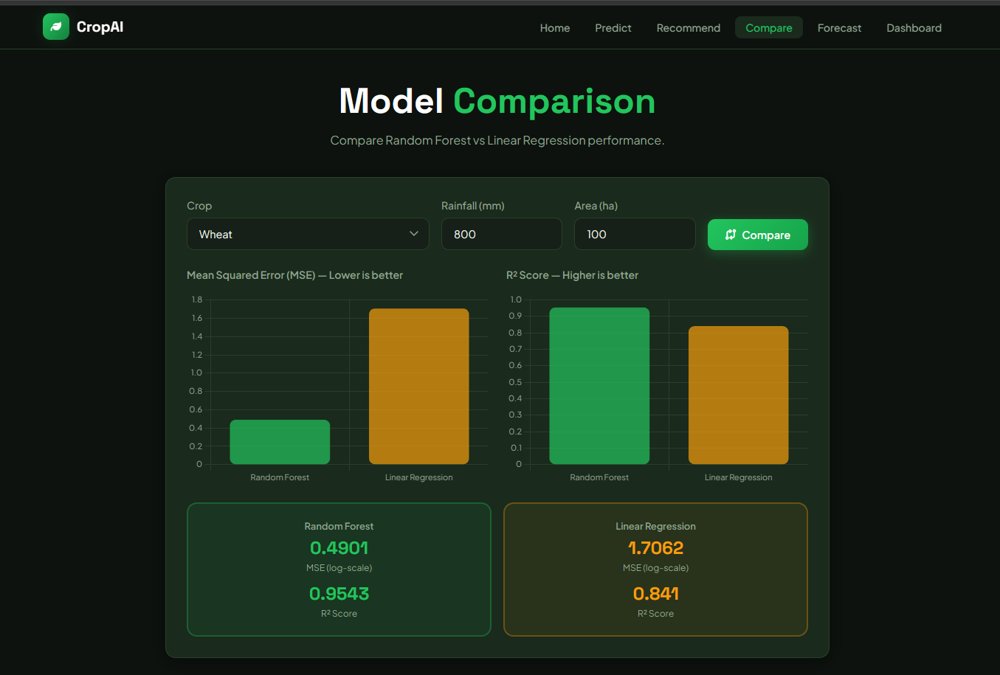 CropAI
Home Predict Recommend Compare Forecast Dashboard
Model Comparison
Compare Random Forest vs Linear Regression performance.
Crop Rainfall (mm) Area (ha)
Wheat 800 100 Compare
Mean Squared Error (MSE) — Lower is better
1.8
1.6
1.4
1.2
1.0
0.8
0.6
0.4
0.2
0
Random Forest Linear Regression
R² Score — Higher is better
1.0
0.9
0.8
0.7
0.6
0.5
0.4
0.3
0.2
0.1
0
Random Forest Linear Regression
Random Forest
0.4901
MSE (log-scale)
0.9543
R² Score
Linear Regression
1.7062
MSE (log-scale)
0.841
R² Score